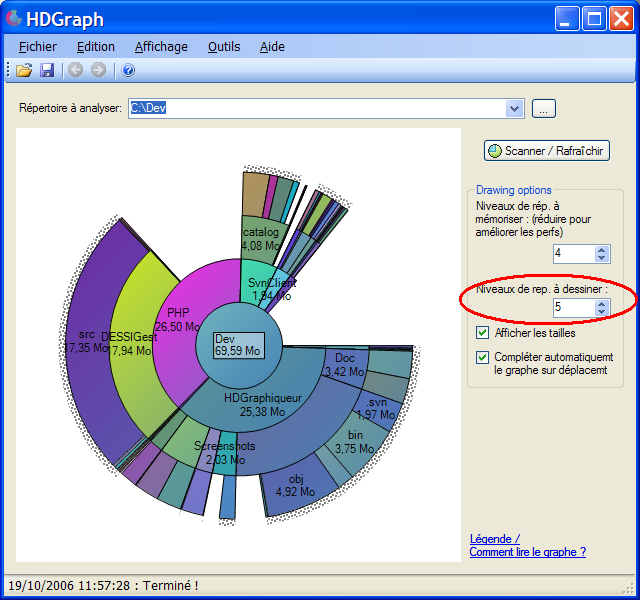 HDGraph
Fichier Edition Affichage Outils Aide
Répertoire à analyser: C:\Dev ...
Scanner / Rafraîchir
Drawing options
Niveaux de rép. à
mémoriser : (réduire pour
améliorer les perfs)
4
Niveaux de rep. à dessiner :
5
Afficher les tailles
Compléter automatiquemt
le graphe sur déplacemt
catalog
4,08 Mo
SvnClient
1,94 Mo
PHP
26,50 Mo
src
17,35 Mo
DESSIGest
17,94 Mo
Dev
69,59 Mo
Doc
3,42 Mo
HDGraphiqueur
25,38 Mo
.svn
1,97 Mo
bin
3,75 Mo
Screenshots
2,03 Mo
obj
4,92 Mo
Légende /
Comment lire le graphe ?
19/10/2006 11:57:28 : Terminé !